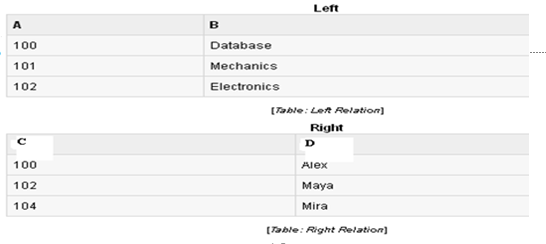 Left
A B
100 Database
101 Mechanics
102 Electronics
[Table: Left Relation]
Right
C D
100 Alex
102 Maya
104 Mira
[Table: Right Relation]